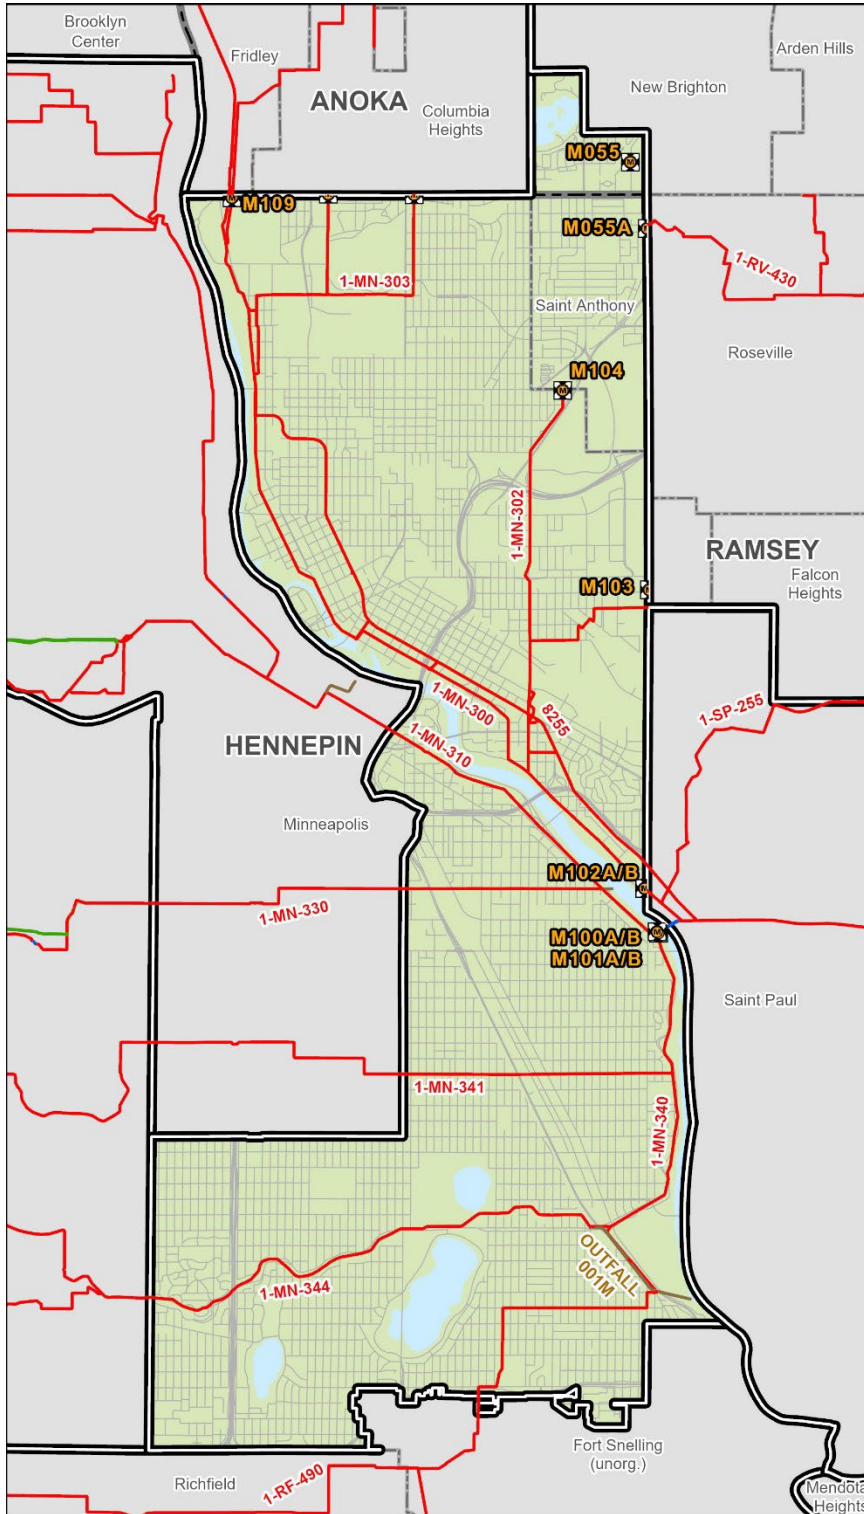 Brooklyn
Center
Fridley
Arden Hills
New Brighton
ANOKA
Columbia
Heights
M055
M109
M055A
1-RV-430
1-MN-303
Saint Anthony
Roseville
M104
1-MN-302
RAMSEY
Falcon
Heights
M103
1-MN-300
8255
1-SP-255
1-MN-310
HENNEPIN
Minneapolis
M102A/B
1-MN-330
M100A/B
M101A/B
Saint Paul
1-MN-341
1-MN-340
OUTFALL
001M
1-MN-344
Fort Snelling
(unorg.)
Richfield
1-RF-490
Mendota
Heights